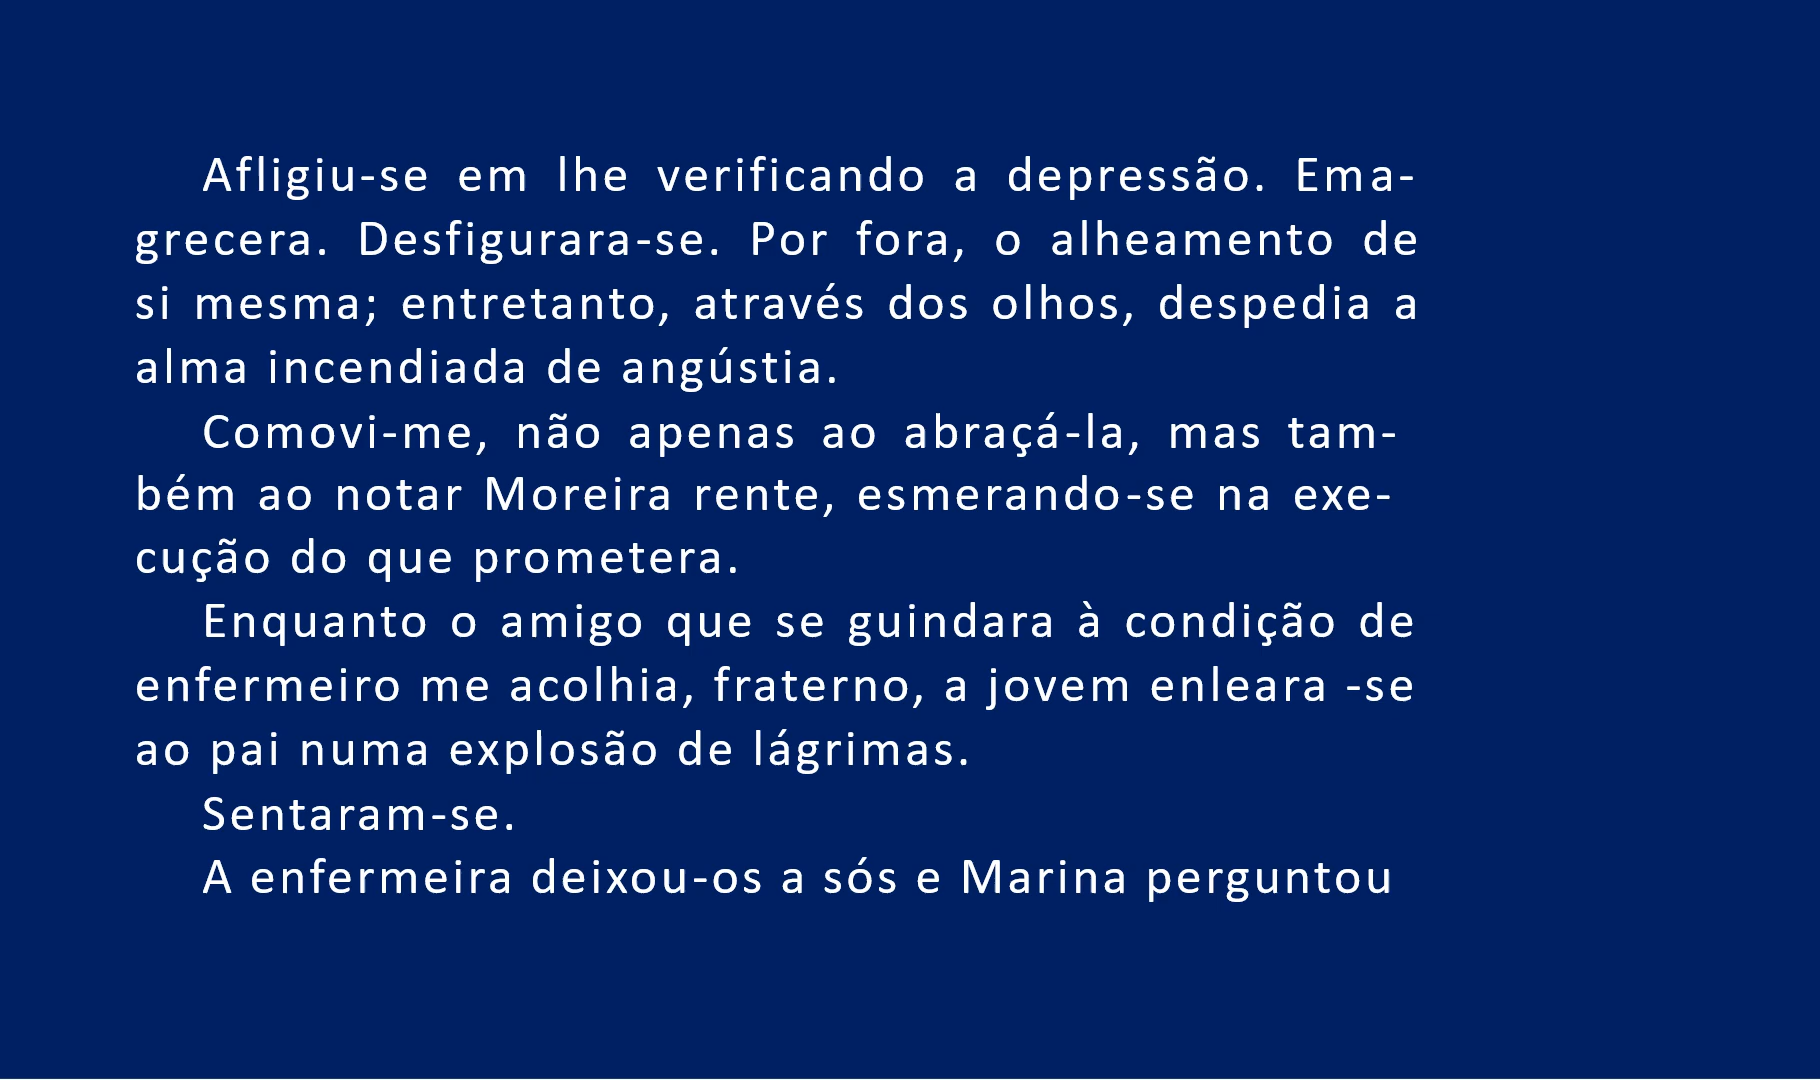 Afligiu-se em lhe verificando a depressão. Ema-
grecera. Desfigurara-se. Por fora, o alheamento de
si mesma; entretanto, através dos olhos, despedia a
alma incendiada de angústia.
Comovi-me, não apenas ao abraçá-la, mas tam-
bém ao notar Moreira rente, esmerando-se na exe-
cução do que prometera.
Enquanto o amigo que se guindara à condição de
enfermeiro me acolhia, fraterno, a jovem enleara -se
ao pai numa explosão de lágrimas.
Sentaram-se.
A enfermeira deixou-os a sós e Marina perguntou